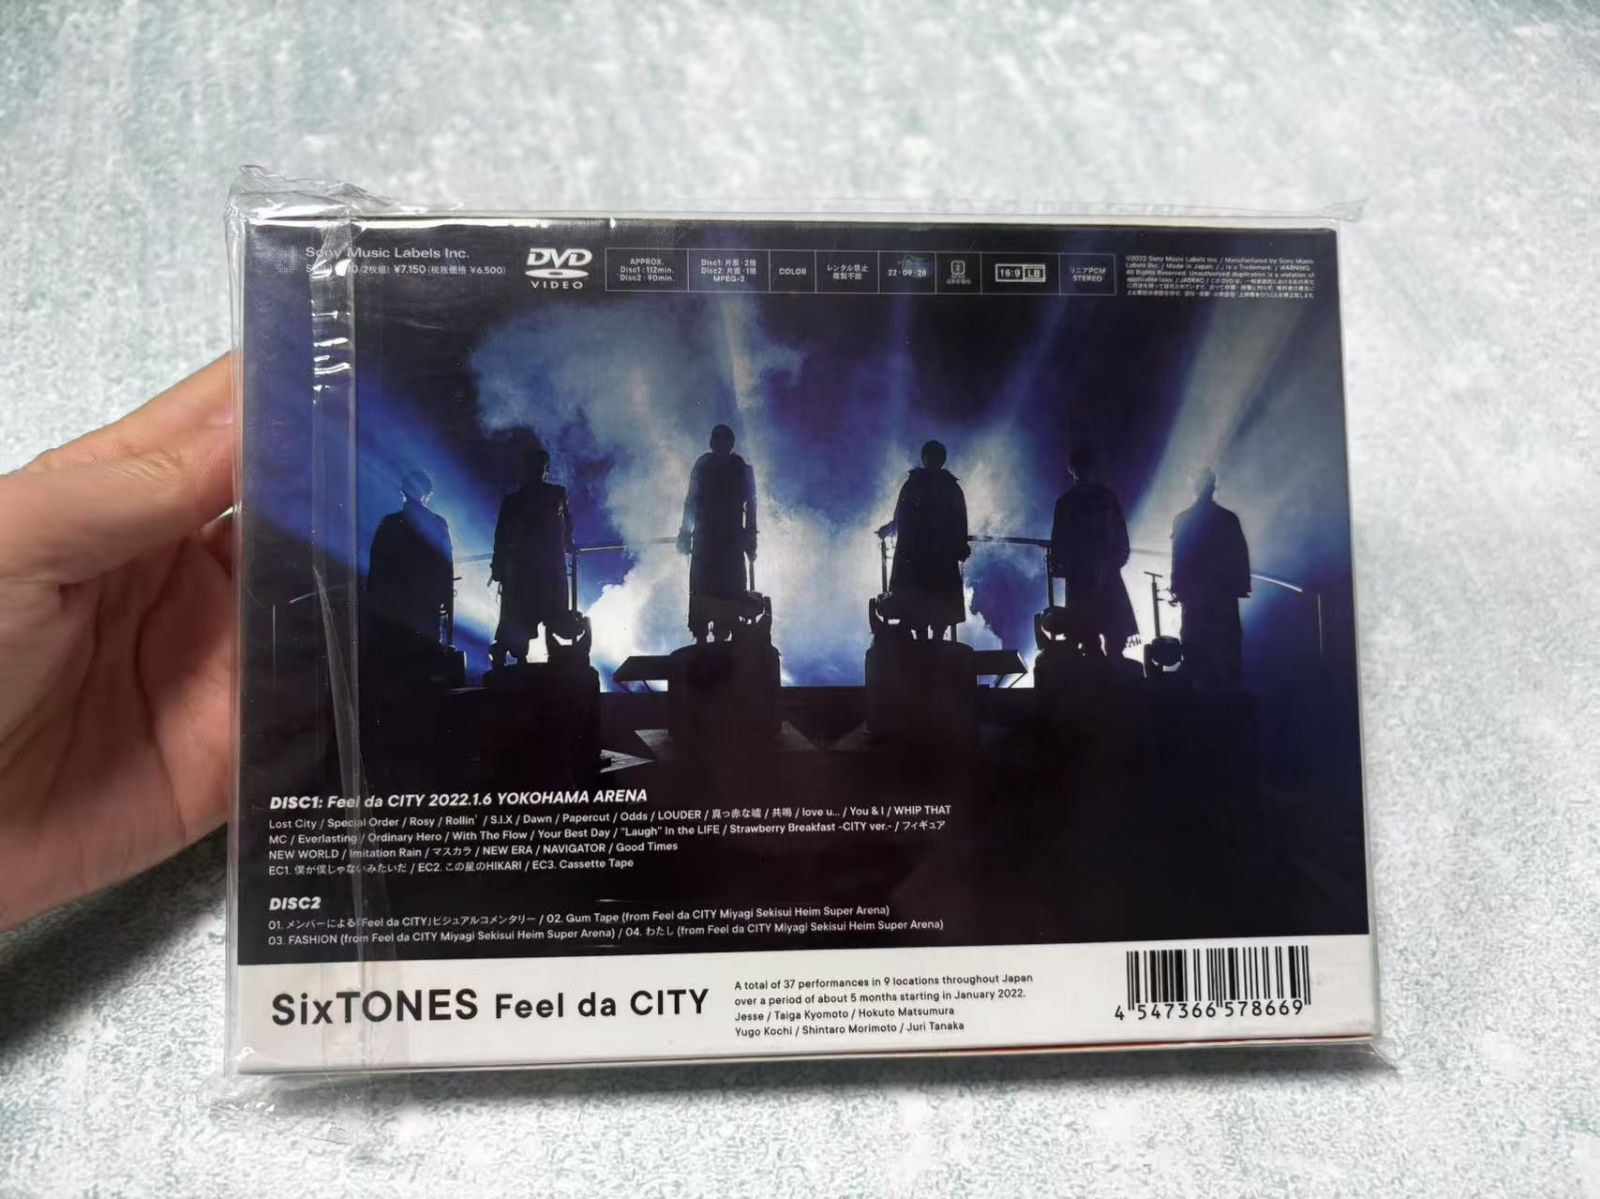 Sony Music Labels Inc.
¥7,150(税抜価格 ¥6,500)
DVD
VIDEO
APPROX.
Disc1:112min.
Disc2: 90min.
Disc1:片面・2層
Disc2:片面・1層
MPEG-2
COLOR
レンタル禁止
複製不能
22・09・28
2
16:9 LB
リニアPCM
STEREO
DISC1: Feel da CITY 2022.1.6 YOKOHAMA ARENA
Lost City / Special Order / Rosy / Rollin' / S.I.X / Dawn / Papercut / Odds / LOUDER / 真っ赤な嘘 / 共鳴 / love u... / You & I / WHIP THAT
MC / Everlasting / Ordinary Hero / With The Flow / Your Best Day / "Laugh" In the LIFE / Strawberry Breakfast -CITY ver.- / フィギュア
NEW WORLD / Imitation Rain / マスカラ / NEW ERA / NAVIGATOR / Good Times
EC1. 僕が僕じゃないみたいだ / EC2. この星のHIKARI / EC3. Cassette Tape
DISC2
01. メンバーによる「Feel da CITY」ビジュアルコメンタリー / 02. Gum Tape (from Feel da CITY Miyagi Sekisui Heim Super Arena)
03. FASHION (from Feel da CITY Miyagi Sekisui Heim Super Arena) / 04. わたし (from Feel da CITY Miyagi Sekisui Heim Super Arena)
SixTONES Feel da CITY
A total of 37 performances in 9 locations throughout Japan
over a period of about 5 months starting in January 2022.
Jesse / Taiga Kyomoto / Hokuto Matsumura
Yugo Kochi / Shintaro Morimoto / Juri Tanaka
4 547366 578669